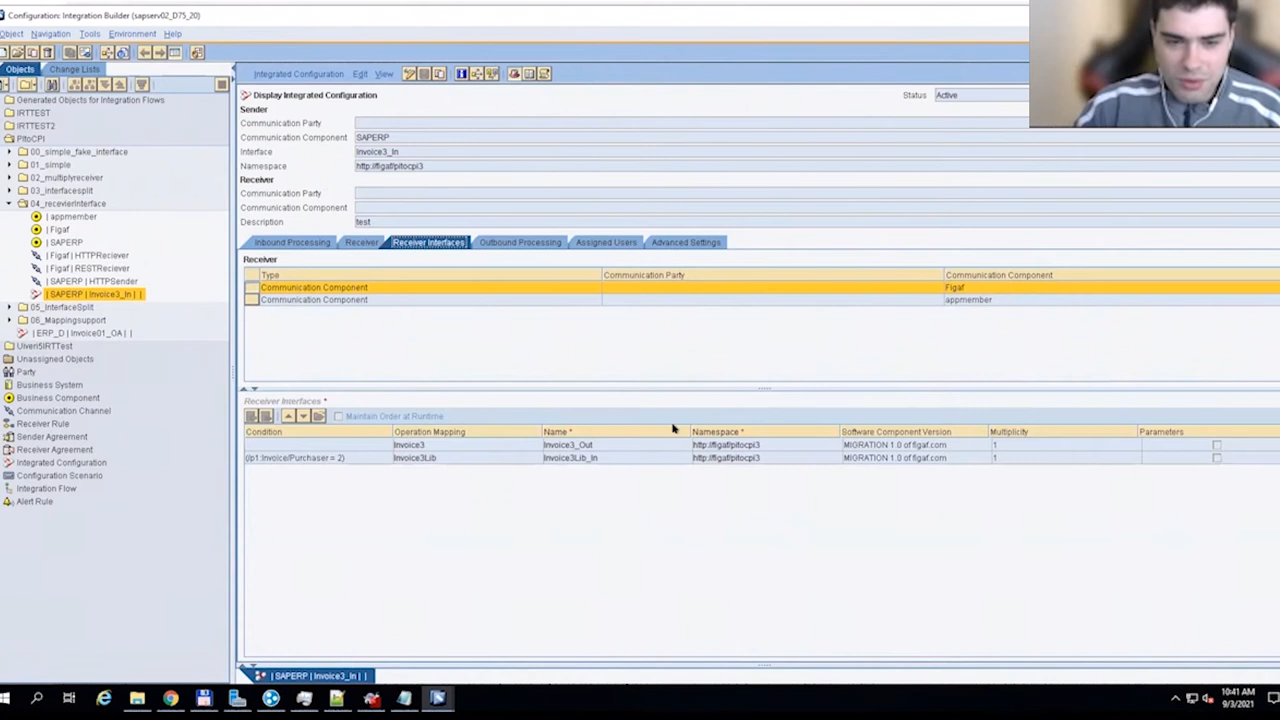 Configuration: Integration Builder (sapserv02_D75_20)
Object Navigation Tools Environment Help
Objects Change Lists
Generated Objects for Integration Flows
IRTTEST
IRTTEST2
PItoCPI
00_simple_fake_interface
01_simple
02_multiplyreceiver
03_interfacesplit
04_recevierInterface
| appmember
| Figaf
| SAPERP
| Figaf | HTTPReciever
| Figaf | RESTReciever
| SAPERP | HTTPSender
| SAPERP | Invoice3_In | |
05_InterfaceSplit
06_Mappingsupport
| ERP_D | Invoice01_OA | |
Ulveri5IRTTest
Unassigned Objects
Party
Business System
Business Component
Communication Channel
Receiver Rule
Sender Agreement
Receiver Agreement
Integrated Configuration
Configuration Scenario
Integration Flow
Alert Rule
Integrated Configuration Edit View
Display Integrated Configuration Status Active
Sender
Communication Party
Communication Component SAPERP
Interface Invoice3_In
Namespace http://figaf/pitocpi3
Receiver
Communication Party
Communication Component
Description test
Inbound Processing Receiver Receiver Interfaces Outbound Processing Assigned Users Advanced Settings
Receiver
Type Communication Party Communication Component
Communication Component Figaf
Communication Component appmember
Receiver Interfaces *
Maintain Order at Runtime
Condition Operation Mapping Name * Namespace * Software Component Version Multiplicity Parameters
Invoice3 Invoice3_Out http://figaf/pitocpi3 MIGRATION 1.0 of figaf.com 1
(/p1:Invoice/Purchaser = 2) Invoice3Lib Invoice3Lib_In http://figaf/pitocpi3 MIGRATION 1.0 of figaf.com 1
| SAPERP | Invoice3_In | |
10:41 AM
9/3/2021